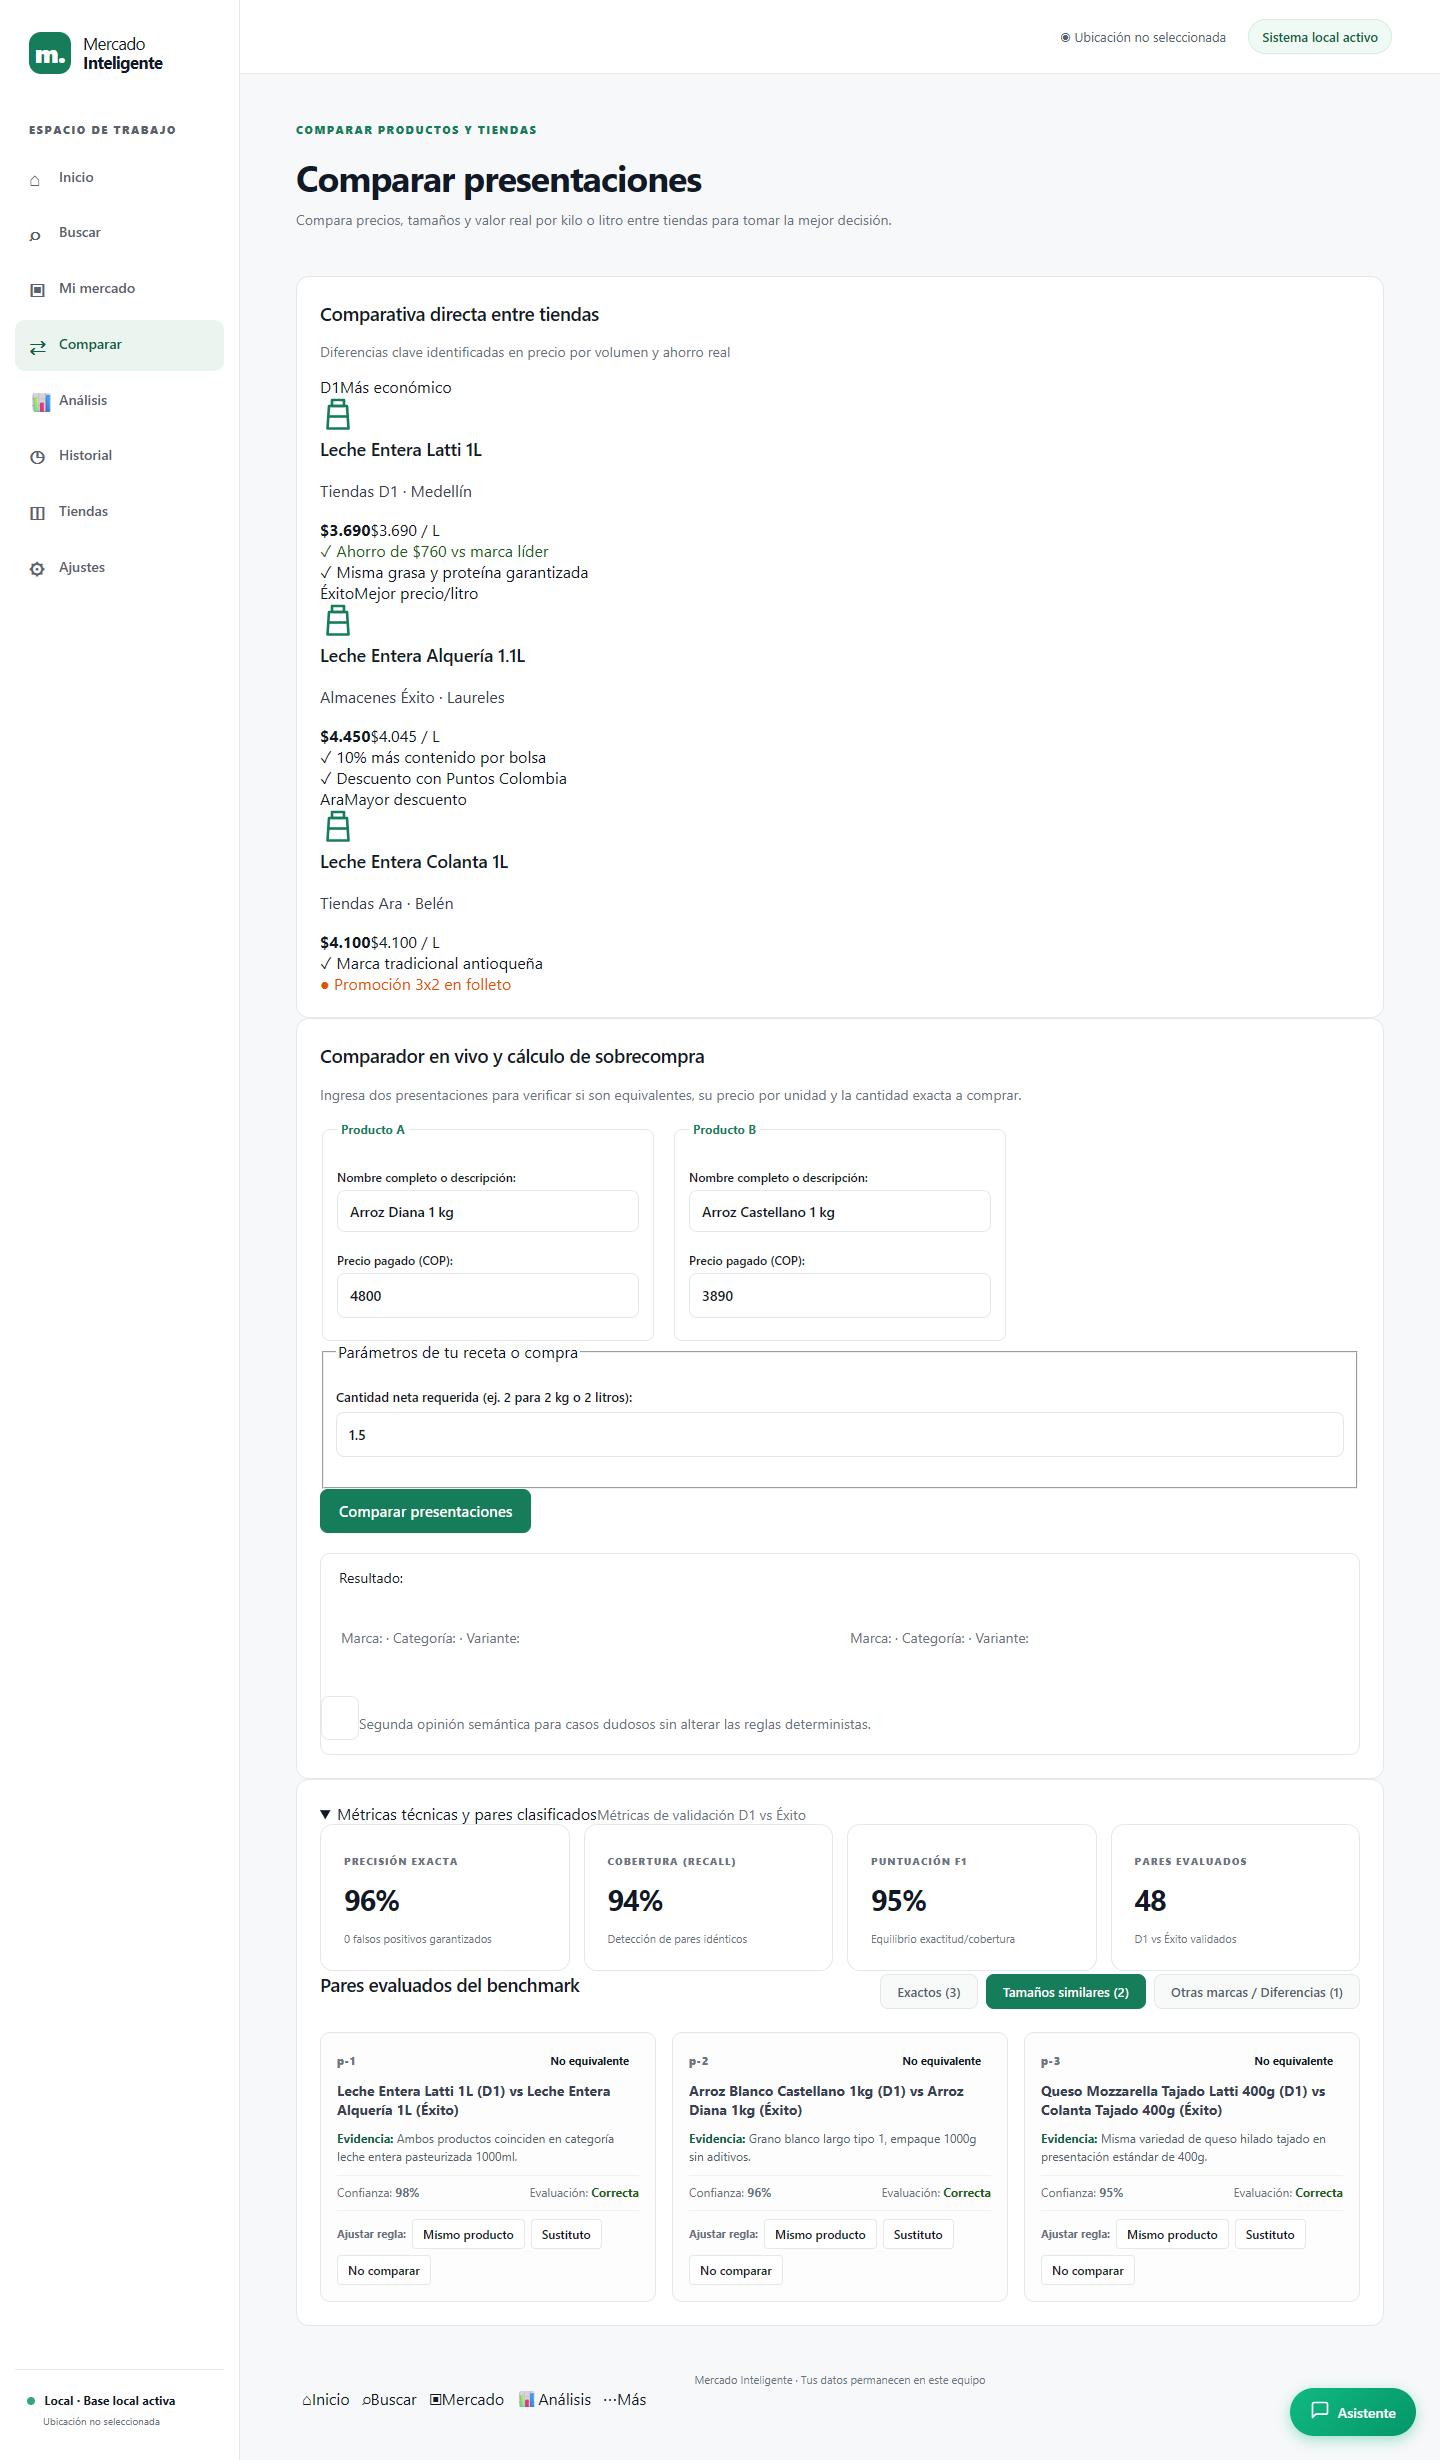 m.
Mercado
Inteligente
ESPACIO DE TRABAJO
Inicio
Buscar
Mi mercado
Comparar
Análisis
Historial
Tiendas
Ajustes
Local · Base local activa
Ubicación no seleccionada
◉ Ubicación no seleccionada
Sistema local activo
COMPARAR PRODUCTOS Y TIENDAS
Comparar presentaciones
Compara precios, tamaños y valor real por kilo o litro entre tiendas para tomar la mejor decisión.
Comparativa directa entre tiendas
Diferencias clave identificadas en precio por volumen y ahorro real
D1Más económico
Leche Entera Latti 1L
Tiendas D1 · Medellín
$3.690$3.690 / L
✓ Ahorro de $760 vs marca líder
✓ Misma grasa y proteína garantizada
ÉxitoMejor precio/litro
Leche Entera Alquería 1.1L
Almacenes Éxito · Laureles
$4.450$4.045 / L
✓ 10% más contenido por bolsa
✓ Descuento con Puntos Colombia
AraMayor descuento
Leche Entera Colanta 1L
Tiendas Ara · Belén
$4.100$4.100 / L
✓ Marca tradicional antioqueña
● Promoción 3x2 en folleto
Comparador en vivo y cálculo de sobrecompra
Ingresa dos presentaciones para verificar si son equivalentes, su precio por unidad y la cantidad exacta a comprar.
Producto A
Nombre completo o descripción:
Arroz Diana 1 kg
Precio pagado (COP):
4800
Producto B
Nombre completo o descripción:
Arroz Castellano 1 kg
Precio pagado (COP):
3890
Parámetros de tu receta o compra
Cantidad neta requerida (ej. 2 para 2 kg o 2 litros):
1.5
Comparar presentaciones
Resultado:
Marca: · Categoría: · Variante:
Marca: · Categoría: · Variante:
Segunda opinión semántica para casos dudosos sin alterar las reglas deterministas.
▼ Métricas técnicas y pares clasificadosMétricas de validación D1 vs Éxito
PRECISIÓN EXACTA
96%
0 falsos positivos garantizados
COBERTURA (RECALL)
94%
Detección de pares idénticos
PUNTUACIÓN F1
95%
Equilibrio exactitud/cobertura
PARES EVALUADOS
48
D1 vs Éxito validados
Pares evaluados del benchmark
Exactos (3)
Tamaños similares (2)
Otras marcas / Diferencias (1)
p-1 No equivalente
Leche Entera Latti 1L (D1) vs Leche Entera
Alquería 1L (Éxito)
Evidencia: Ambos productos coinciden en categoría
leche entera pasteurizada 1000ml.
Confianza: 98% Evaluación: Correcta
Ajustar regla: Mismo producto Sustituto
No comparar
p-2 No equivalente
Arroz Blanco Castellano 1kg (D1) vs Arroz
Diana 1kg (Éxito)
Evidencia: Grano blanco largo tipo 1, empaque 1000g
sin aditivos.
Confianza: 96% Evaluación: Correcta
Ajustar regla: Mismo producto Sustituto
No comparar
p-3 No equivalente
Queso Mozzarella Tajado Latti 400g (D1) vs
Colanta Tajado 400g (Éxito)
Evidencia: Misma variedad de queso hilado tajado en
presentación estándar de 400g.
Confianza: 95% Evaluación: Correcta
Ajustar regla: Mismo producto Sustituto
No comparar
Mercado Inteligente · Tus datos permanecen en este equipo
⌂Inicio ⌕Buscar ▣Mercado 📊 Análisis ⋯Más
Asistente